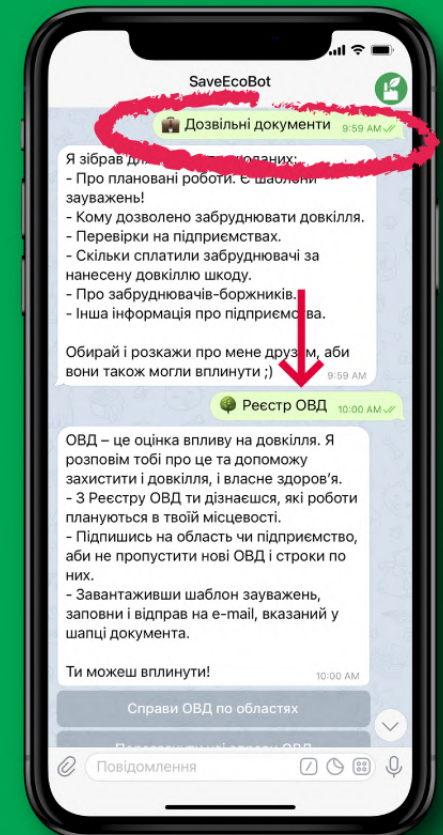 SaveEcoBot
Дозвільні документи 9:59 AM
Я зібрав
- Про плановані роботи. Є шаблони
зауважень!
- Кому дозволено забруднювати довкілля.
- Перевірки на підприємствах.
- Скільки сплатили забруднювачі за
нанесену довкіллю шкоду.
- Про забруднювачів-боржників.
- Інша інформація про підприємства.
Обирай і розкажи про мене друзям, аби
вони також могли вплинути ;) 9:59 AM
Реєстр ОВД 10:00 AM
ОВД – це оцінка впливу на довкілля. Я
розповім тобі про це та допоможу
захистити і довкілля, і власне здоров'я.
- З Реєстру ОВД ти дізнаєшся, які роботи
плануються в твоїй місцевості.
- Підпишись на область чи підприємство,
аби не пропустити нові ОВД і строки по
них.
- Завантаживши шаблон зауважень,
заповни і відправ на e-mail, вказаний у
шапці документа.
Ти можеш вплинути! 10:00 AM
Справи ОВД по областях
Повідомлення